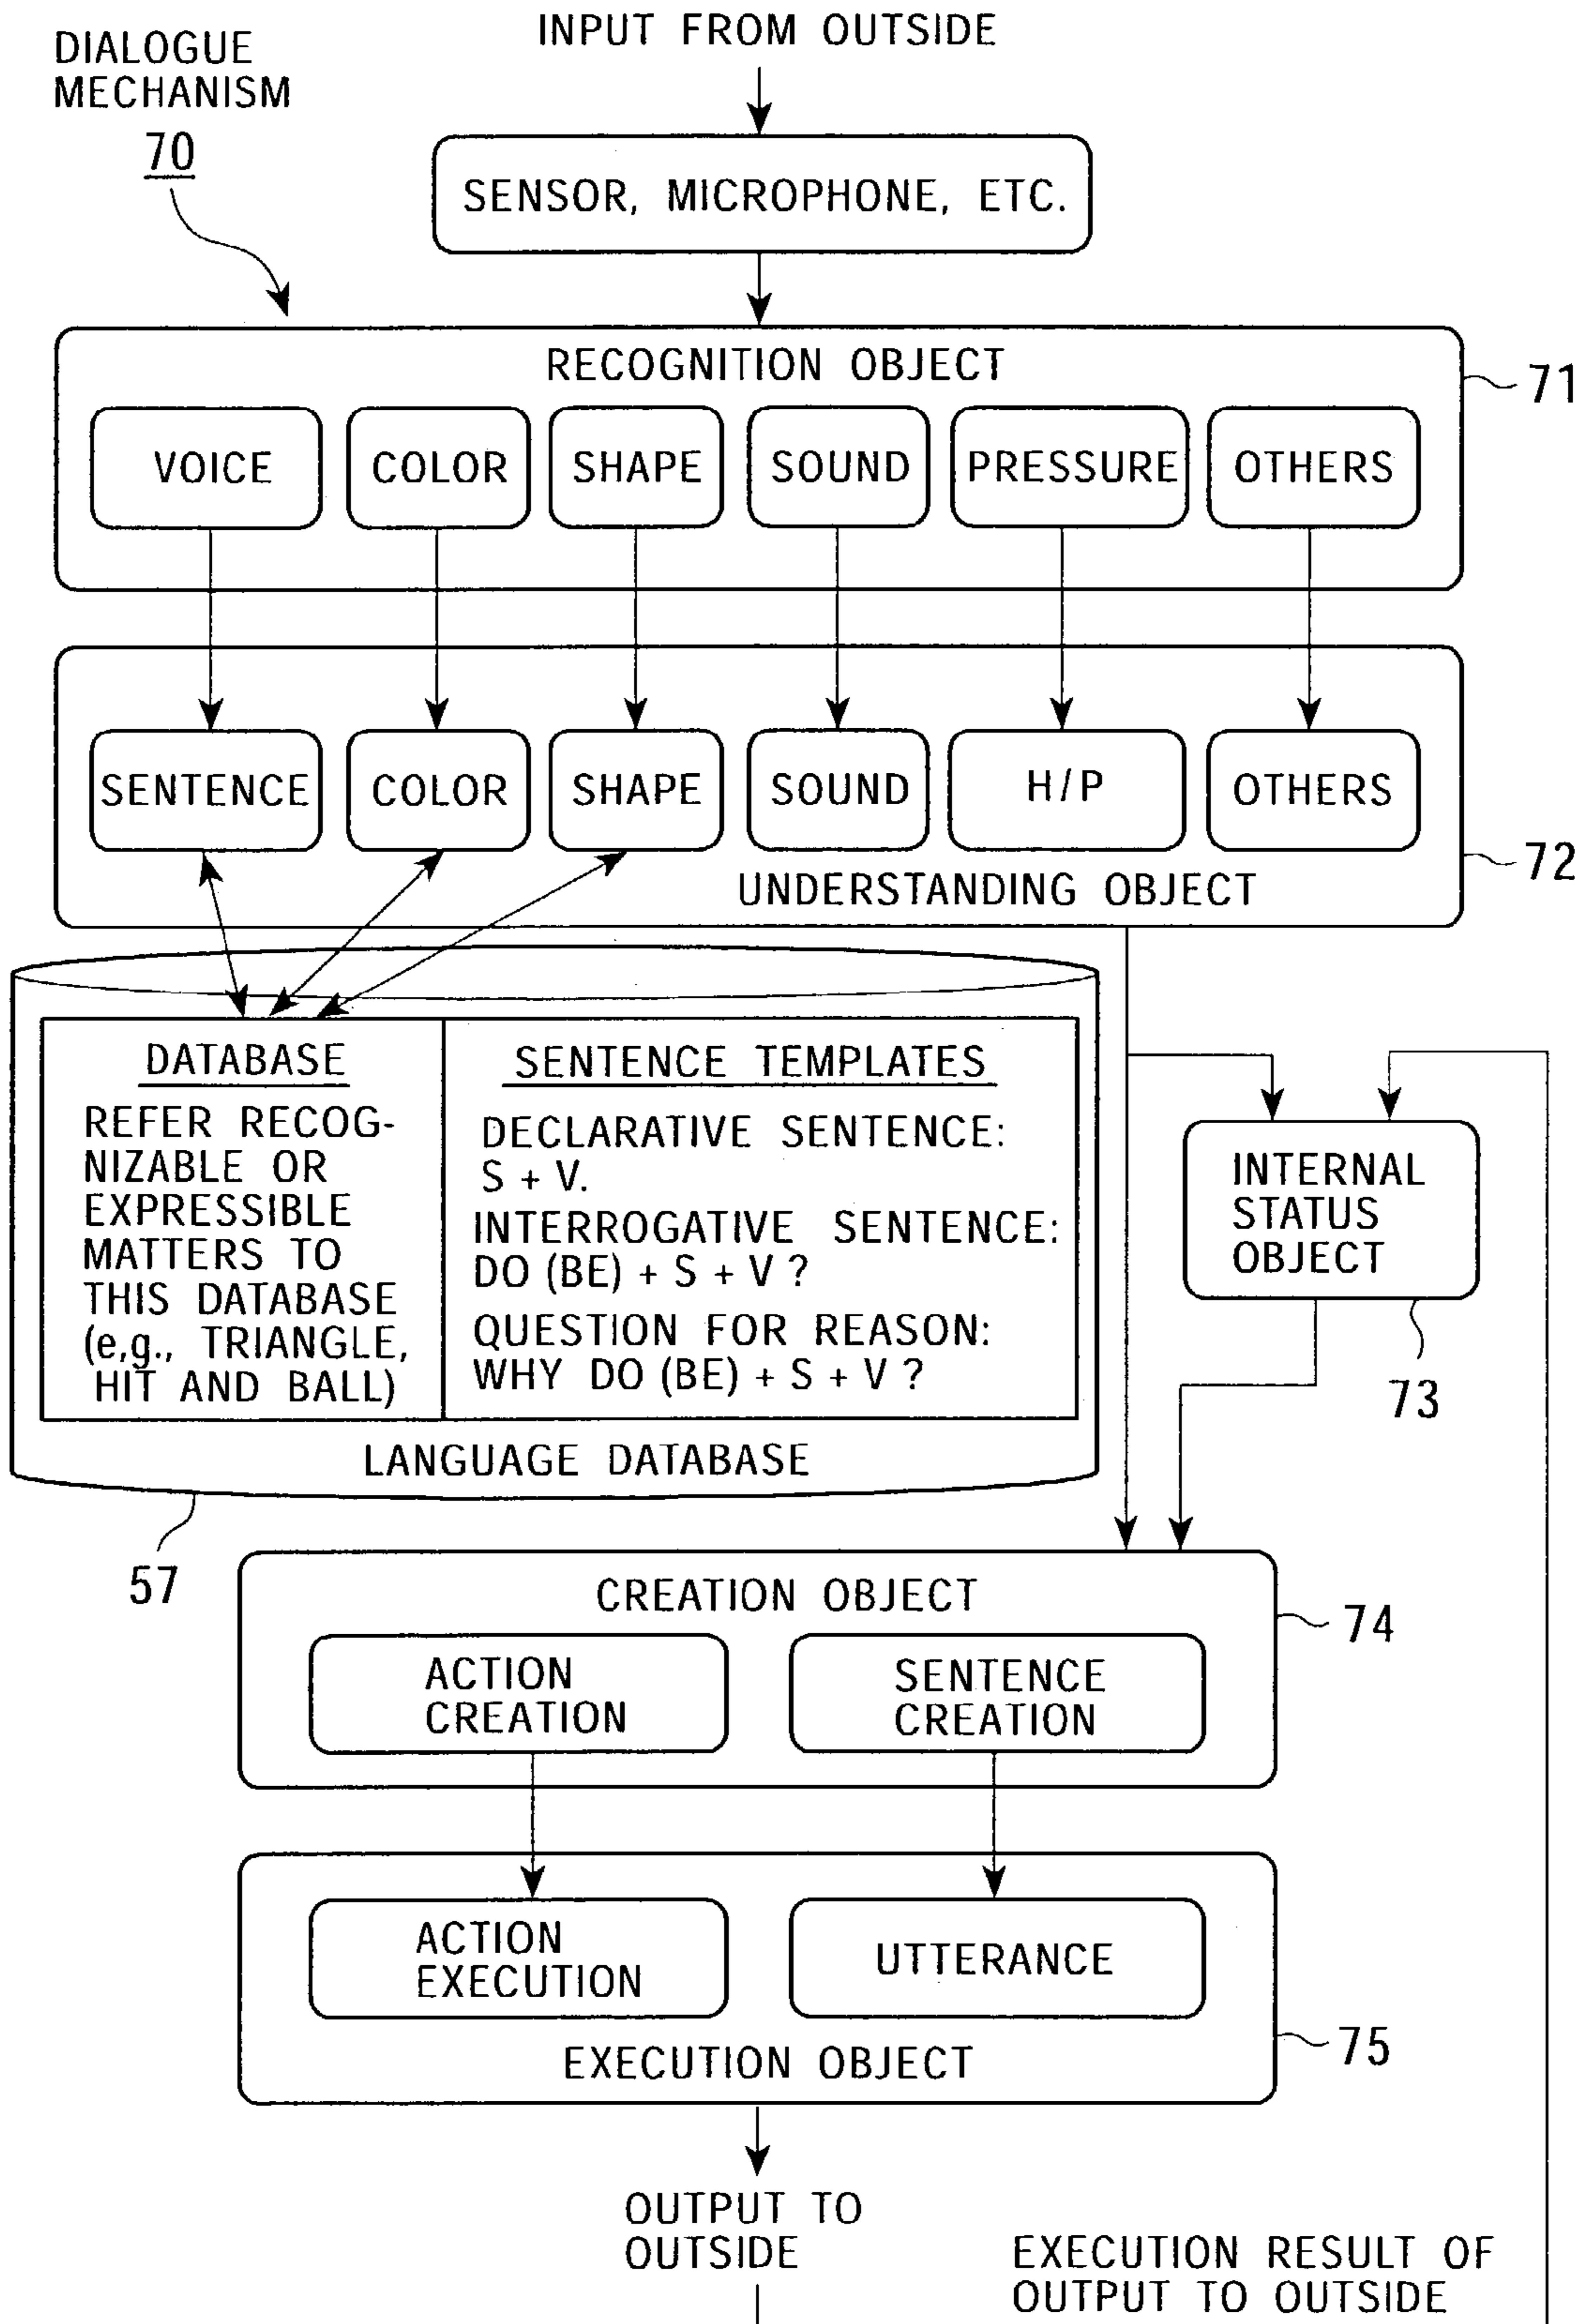 DIALOGUE
MECHANISM
70
INPUT FROM OUTSIDE
SENSOR, MICROPHONE, ETC.
RECOGNITION OBJECT
71
VOICE
COLOR
SHAPE
SOUND
PRESSURE
OTHERS
SENTENCE
COLOR
SHAPE
SOUND
H/P
OTHERS
UNDERSTANDING OBJECT
72
DATABASE
REFER RECOG-
NIZABLE OR
EXPRESSIBLE
MATTERS TO
THIS DATABASE
(e,g., TRIANGLE,
HIT AND BALL)
SENTENCE TEMPLATES
DECLARATIVE SENTENCE:
S + V.
INTERROGATIVE SENTENCE:
DO (BE) + S + V ?
QUESTION FOR REASON:
WHY DO (BE) + S + V ?
LANGUAGE DATABASE
57
INTERNAL
STATUS
OBJECT
73
CREATION OBJECT
74
ACTION
CREATION
SENTENCE
CREATION
ACTION
EXECUTION
UTTERANCE
EXECUTION OBJECT
75
OUTPUT TO
OUTSIDE
EXECUTION RESULT OF
OUTPUT TO OUTSIDE